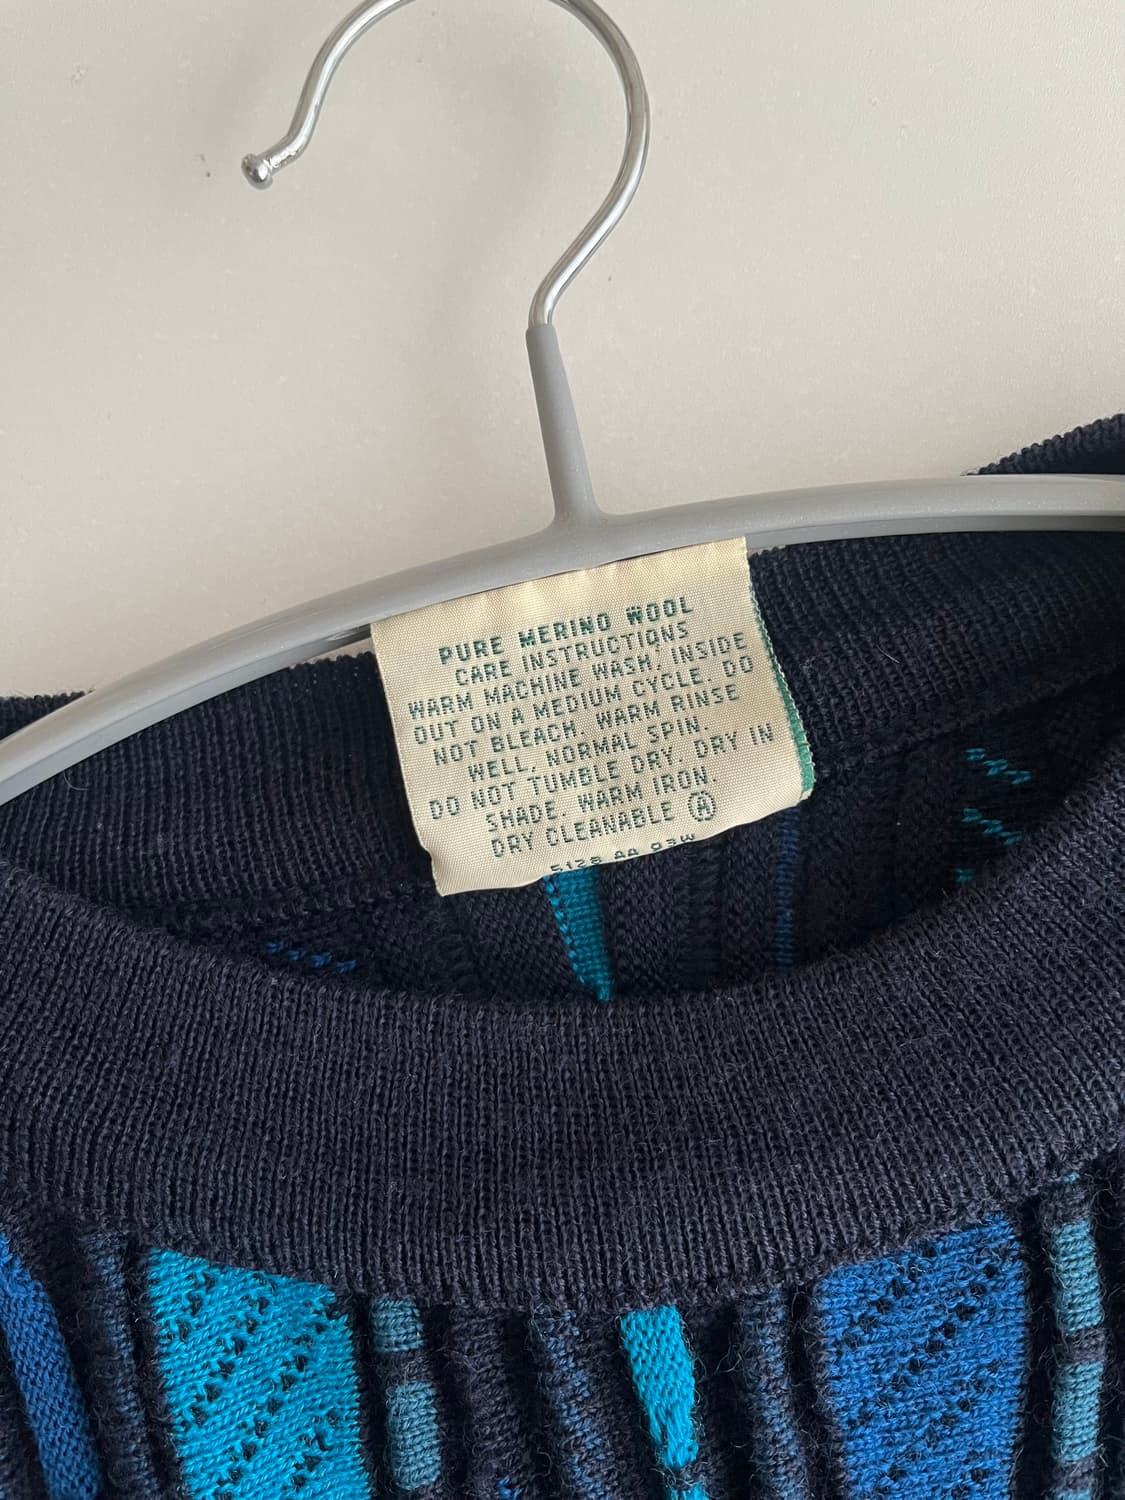 PURE MERINO WOOL
CARE INSTRUCTIONS
WARM MACHINE WASH, INSIDE
OUT ON A MEDIUM CYCLE. DO
NOT BLEACH. WARM RINSE
WELL, NORMAL SPIN.
DO NOT TUMBLE DRY. DRY IN
SHADE. WARM IRON.
DRY CLEANABLE Ⓐ